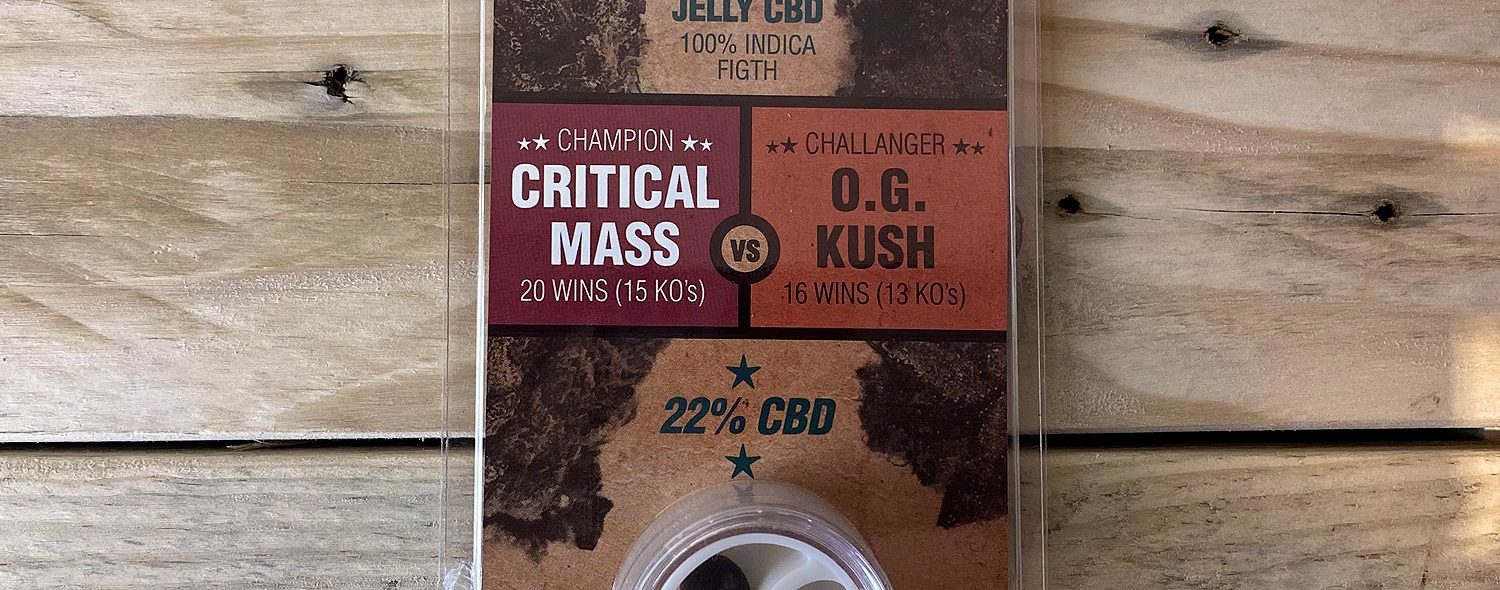 JELLY CBD
100% INDICA
FIGTH
★★ CHAMPION ★★
CRITICAL
MASS
20 WINS (15 KO's)
VS
★★ CHALLANGER ★★
O.G.
KUSH
16 WINS (13 KO's)
22% CBD